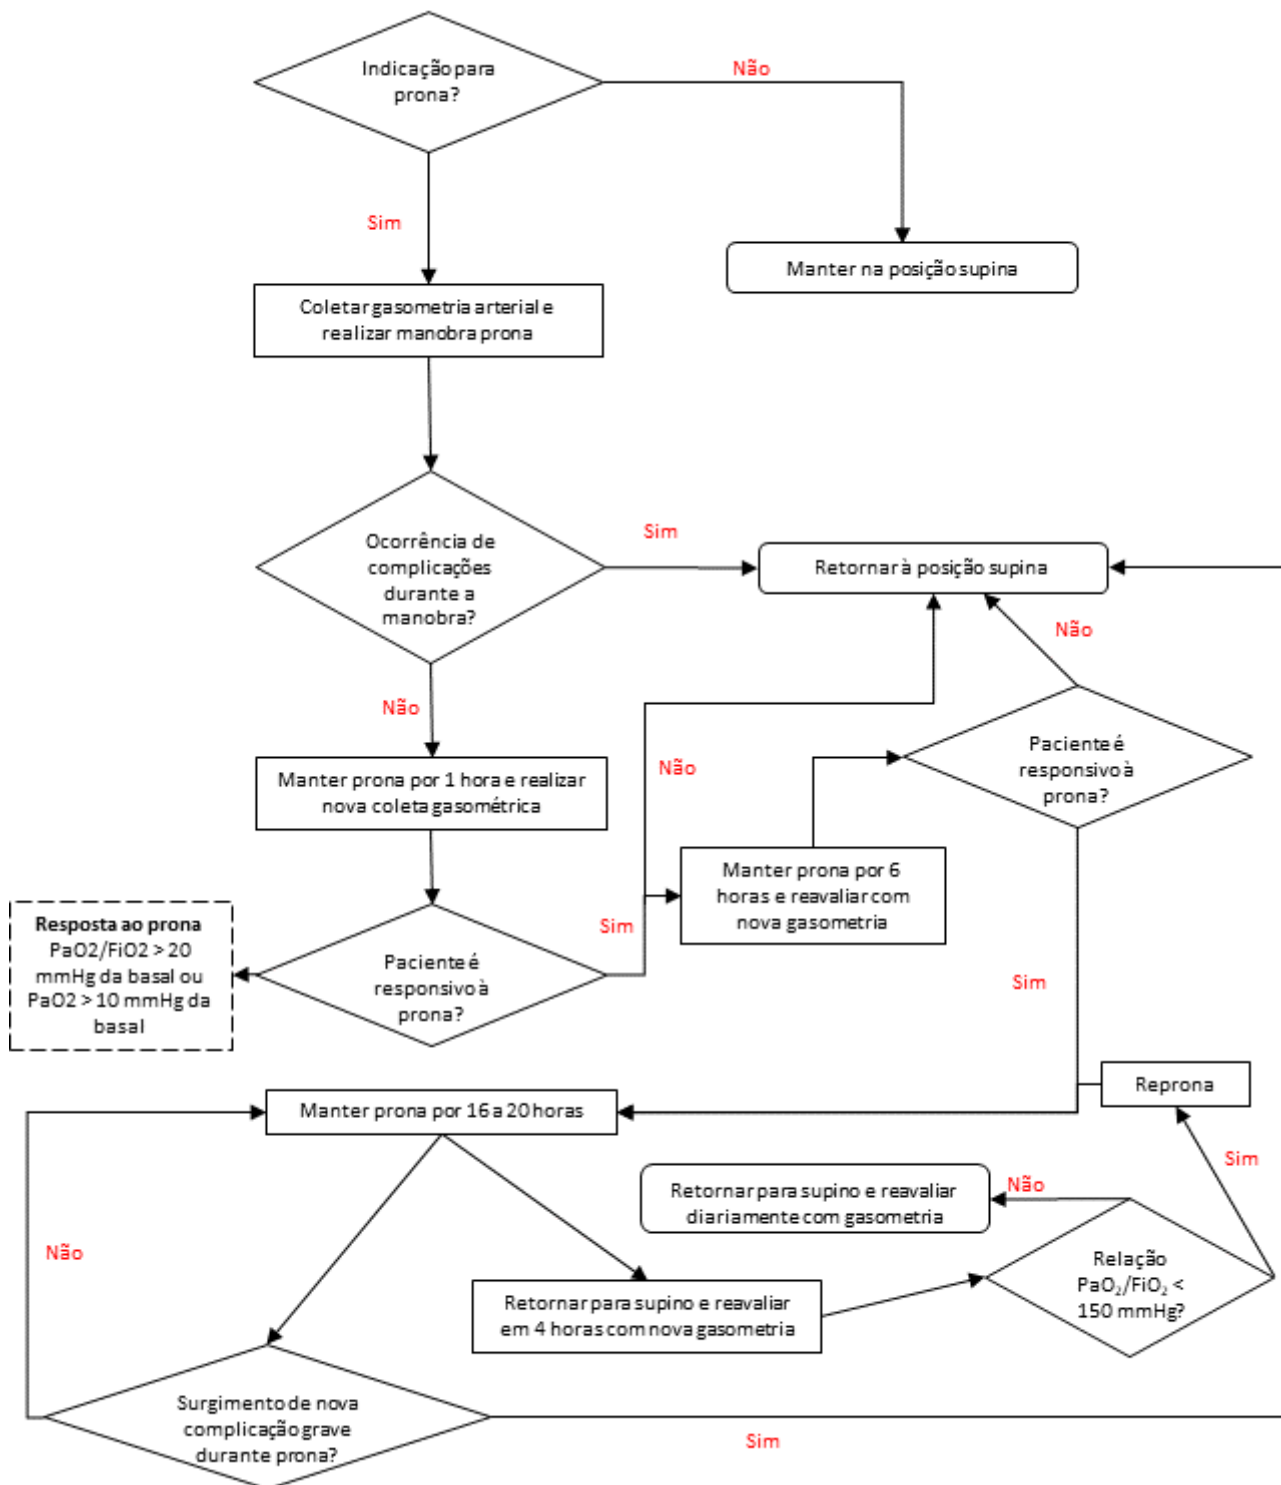 Indicação para
prona?
Não
Sim
Manter na posição supina
Coletar gasometria arterial e
realizar manobra prona
Ocorrência de
complicações
durante a
manobra?
Sim
Retornar à posição supina
Não
Não
Manter prona por 1 hora e realizar
nova coleta gasométrica
Não
Paciente é
responsivo à
prona?
Manter prona por 6
horas e reavaliar com
nova gasometria
Resposta ao prona
PaO2/FiO2 > 20
mmHg da basal ou
PaO2 > 10 mmHg da
basal
Paciente é
responsivo à
prona?
Sim
Sim
Manter prona por 16 a 20 horas
Reprona
Sim
Retornar para supino e reavaliar
diariamente com gasometria
Não
Não
Relação
PaO₂/FiO₂ <
150 mmHg?
Retornar para supino e reavaliar
em 4 horas com nova gasometria
Surgimento de nova
complicação grave
durante prona?
Sim